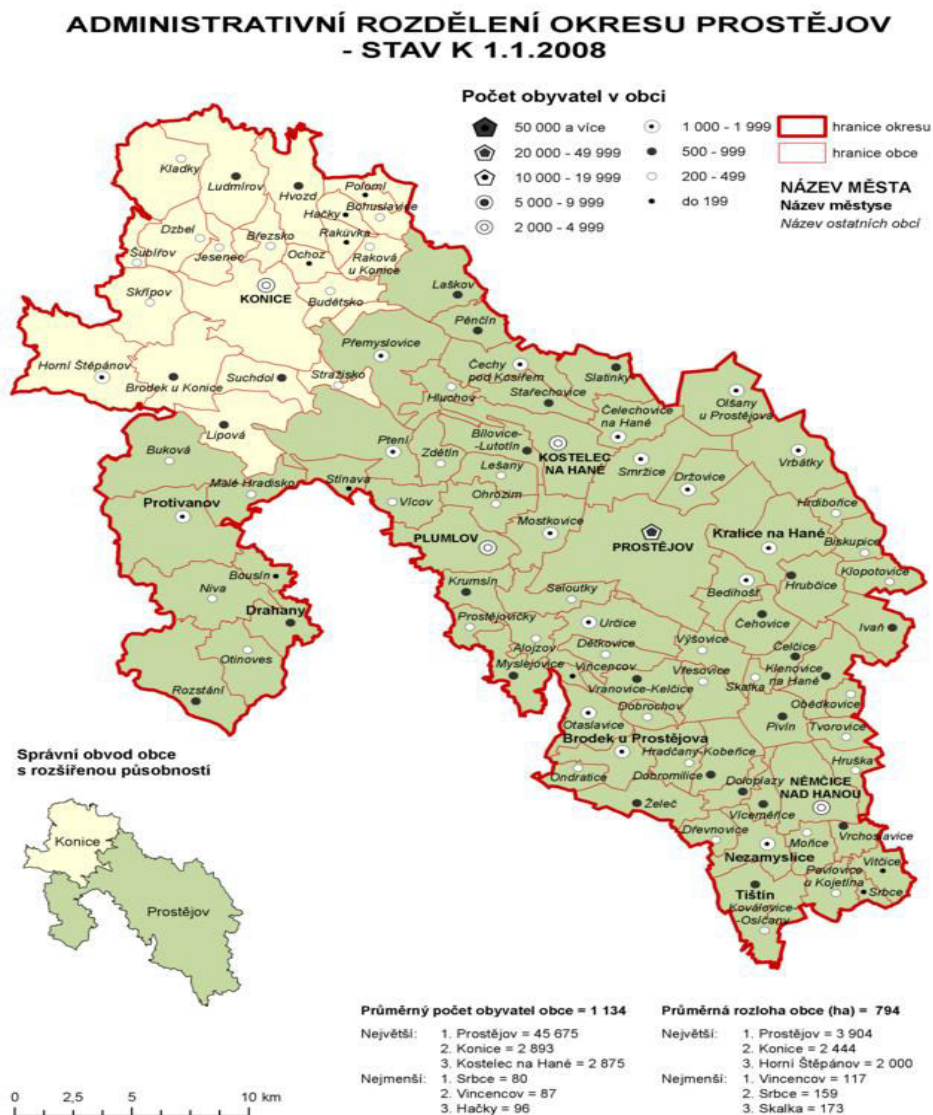 ADMINISTRATIVNÍ ROZDĚLENÍ OKRESU PROSTĚJOV
- STAV K 1.1.2008
Počet obyvatel v obci
50 000 a více
20 000 - 49 999
10 000 - 19 999
5 000 - 9 999
2 000 - 4 999
1 000 - 1 999
500 - 999
200 - 499
do 199
hranice okresu
hranice obce
NÁZEV MĚSTA
Název městyse
Název ostatních obcí
Kladky
Ludmírov
Hvozd
Polomí
Bohuslavice
Hačky
Dzbel
Březsko
Rakůvka
Šubířov
Jesenec
Ochoz
Raková
u Konice
Skřípov
KONICE
Budětsko
Laškov
Pěnčín
Přemyslovice
Horní Štěpánov
Brodek u Konice
Suchdol
Stražisko
Čechy
pod Kosířem
Slatinky
Hluchov
Stařechovice
Olšany
u Prostějova
Čelechovice
na Hané
Lipová
Buková
Ptení
Zdětín
Bílovice-
-Lutotín
KOSTELEC
NA HANÉ
Smržice
Vrbátky
Lešany
Držovice
Malé Hradisko
Stínava
Vícov
Ohrozim
Hrdibořice
Protivanov
Mostkovice
PLUMLOV
PROSTĚJOV
Kralice na Hané
Biskupice
Klopotovice
Bousín
Niva
Krumsín
Seloutky
Bedihošť
Hrubčice
Drahany
Prostějovičky
Určice
Čehovice
Ivaň
Alojzov
Dětkovice
Výšovice
Čelčice
Otinoves
Myslejovice
Vincencov
Vřesovice
Klenovice
na Hané
Skalka
Vranovice-Kelčice
Rozstání
Dobrochov
Obědkovice
Otaslavice
Pivín
Tvorovice
Brodek u Prostějova
Hradčany-Kobeřice
Hruška
Ondratice
Dobromilice
Doloplazy
NĚMČICE
NAD HANOU
Želeč
Víceměřice
Dřevnovice
Mořice
Vrchoslavice
Nezamyslice
Vitčice
Pavlovice
u Kojetína
Tištín
Srbce
Koválovice-
Osíčany
Správní obvod obce
s rozšířenou působností
Konice
Prostějov
Průměrný počet obyvatel obce = 1 134
Největší: 1. Prostějov = 45 675
2. Konice = 2 893
3. Kostelec na Hané = 2 875
Nejmenší: 1. Srbce = 80
2. Vincencov = 87
3. Hačky = 96
Průměrná rozloha obce (ha) = 794
Největší: 1. Prostějov = 3 904
2. Konice = 2 444
3. Horní Štěpánov = 2 000
Nejmenší: 1. Vincencov = 117
2. Srbce = 159
3. Skalka = 173
0 2,5 5 10 km